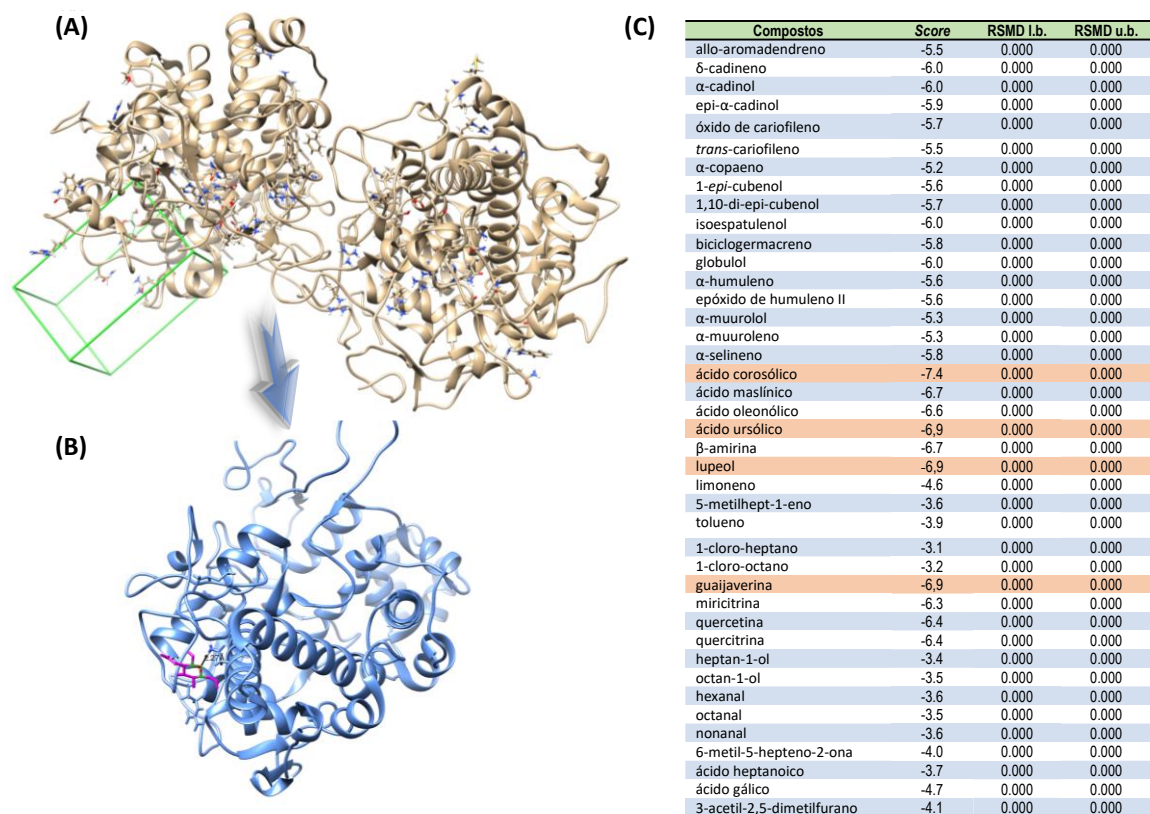 (A)
(B)
(C)
Compostos Score RSMD l.b. RSMD u.b.
allo-aromadendreno -5.5 0.000 0.000
δ-cadineno -6.0 0.000 0.000
α-cadinol -6.0 0.000 0.000
epi-α-cadinol -5.9 0.000 0.000
óxido de cariofileno -5.7 0.000 0.000
trans-cariofileno -5.5 0.000 0.000
α-copaeno -5.2 0.000 0.000
1-epi-cubenol -5.6 0.000 0.000
1,10-di-epi-cubenol -5.7 0.000 0.000
isoespatulenol -6.0 0.000 0.000
biciclogermacreno -5.8 0.000 0.000
globulol -6.0 0.000 0.000
α-humuleno -5.6 0.000 0.000
epóxido de humuleno II -5.6 0.000 0.000
α-muurolol -5.3 0.000 0.000
α-muuroleno -5.3 0.000 0.000
α-selineno -5.8 0.000 0.000
ácido corosólico -7.4 0.000 0.000
ácido maslínico -6.7 0.000 0.000
ácido oleonólico -6.6 0.000 0.000
ácido ursólico -6,9 0.000 0.000
β-amirina -6.7 0.000 0.000
lupeol -6,9 0.000 0.000
limoneno -4.6 0.000 0.000
5-metilhept-1-eno -3.6 0.000 0.000
tolueno -3.9 0.000 0.000
1-cloro-heptano -3.1 0.000 0.000
1-cloro-octano -3.2 0.000 0.000
guaijaverina -6,9 0.000 0.000
miricitrina -6.3 0.000 0.000
quercetina -6.4 0.000 0.000
quercitrina -6.4 0.000 0.000
heptan-1-ol -3.4 0.000 0.000
octan-1-ol -3.5 0.000 0.000
hexanal -3.6 0.000 0.000
octanal -3.5 0.000 0.000
nonanal -3.6 0.000 0.000
6-metil-5-hepteno-2-ona -4.0 0.000 0.000
ácido heptanoico -3.7 0.000 0.000
ácido gálico -4.7 0.000 0.000
3-acetil-2,5-dimetilfurano -4.1 0.000 0.000